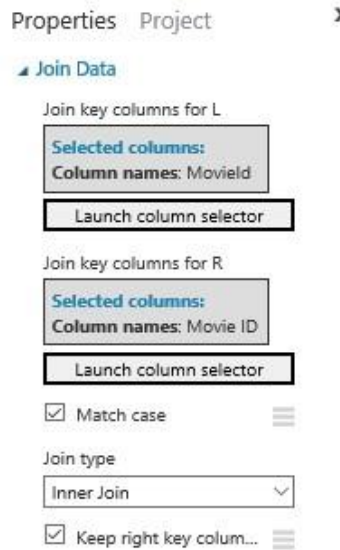 Properties Project
Join Data
Join key columns for L
Selected columns:
Column names: MovieId
Launch column selector
Join key columns for R
Selected columns:
Column names: Movie ID
Launch column selector
Match case
Join type
Inner Join
Keep right key colum...